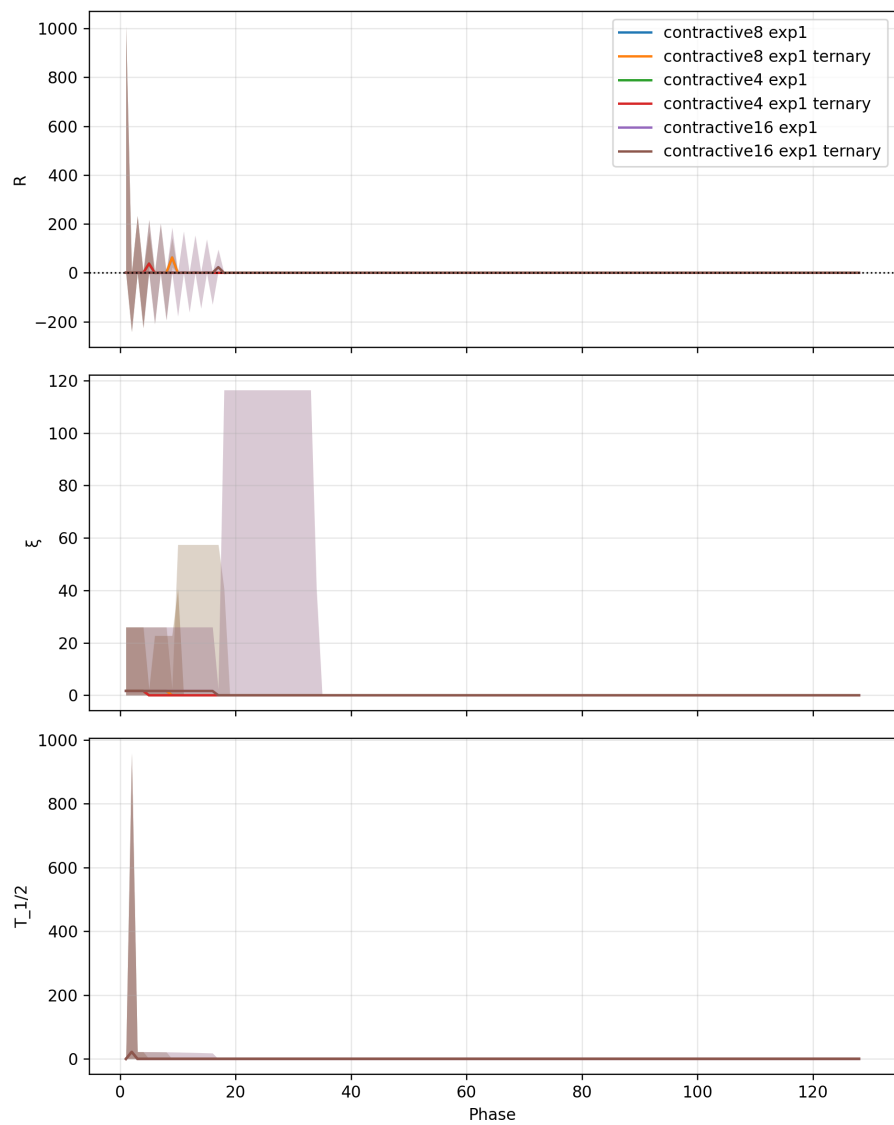 1000
800
600
400
200
0
−200
R
contractive8 exp1
contractive8 exp1 ternary
contractive4 exp1
contractive4 exp1 ternary
contractive16 exp1
contractive16 exp1 ternary
120
100
80
60
40
20
0
ξ
1000
800
600
400
200
0
T_1/2
0 20 40 60 80 100 120
Phase